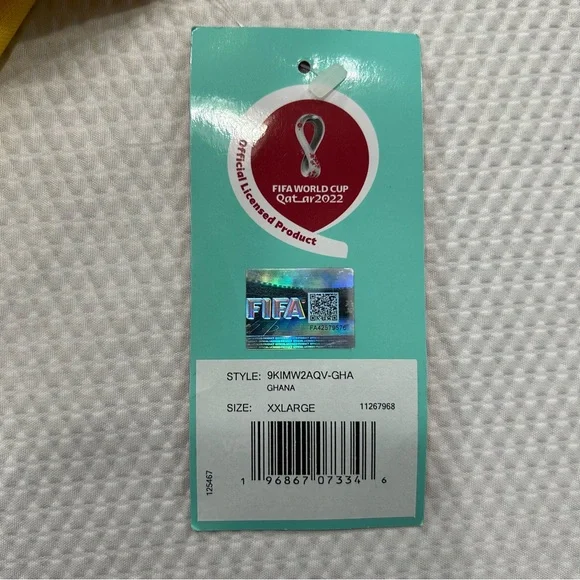 FIFA WORLD CUP
Qatar2022
Official Licensed Product
FIFA
FA42579576
STYLE: 9KIMW2AQV-GHA
GHANA
SIZE: XXLARGE 11267968
125467
1 96867 07334 6